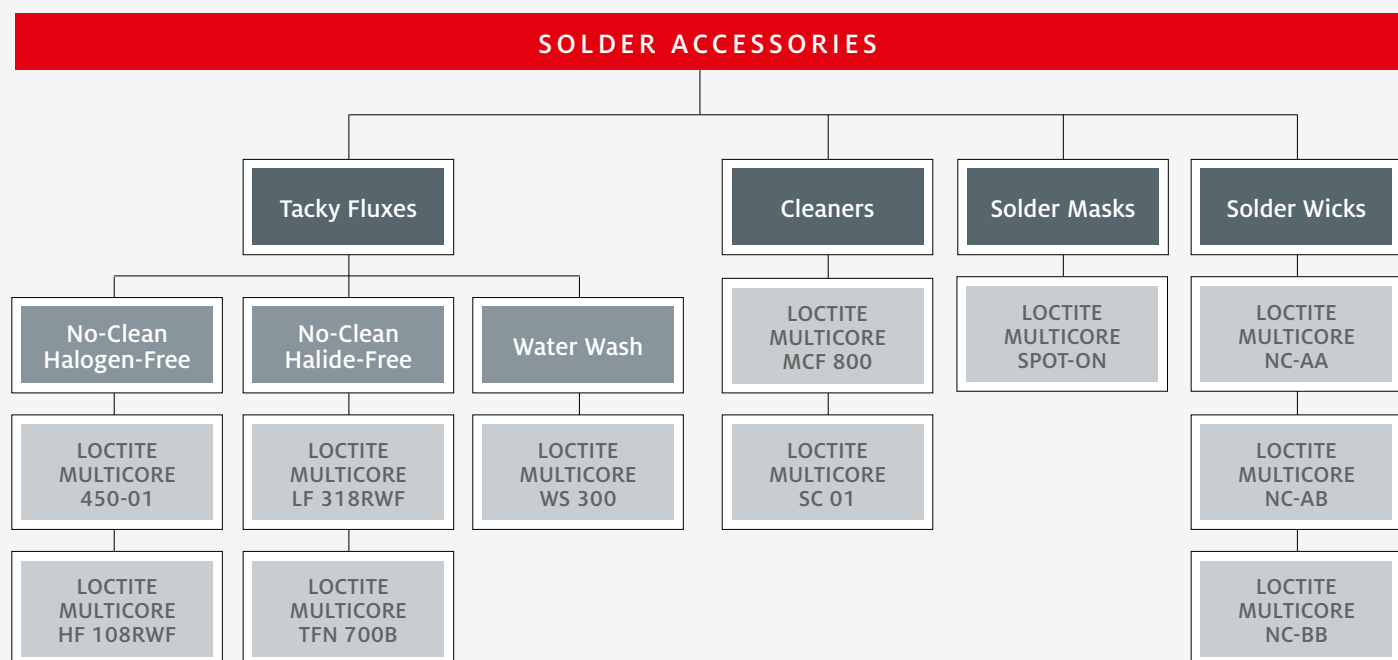 SOLDER ACCESSORIES
Tacky Fluxes
Cleaners
Solder Masks
Solder Wicks
No-Clean
Halogen-Free
No-Clean
Halide-Free
Water Wash
LOCTITE
MULTICORE
MCF 800
LOCTITE
MULTICORE
SPOT-ON
LOCTITE
MULTICORE
NC-AA
LOCTITE
MULTICORE
450-01
LOCTITE
MULTICORE
LF 318RWF
LOCTITE
MULTICORE
WS 300
LOCTITE
MULTICORE
SC 01
LOCTITE
MULTICORE
NC-AB
LOCTITE
MULTICORE
HF 108RWF
LOCTITE
MULTICORE
TFN 700B
LOCTITE
MULTICORE
NC-BB